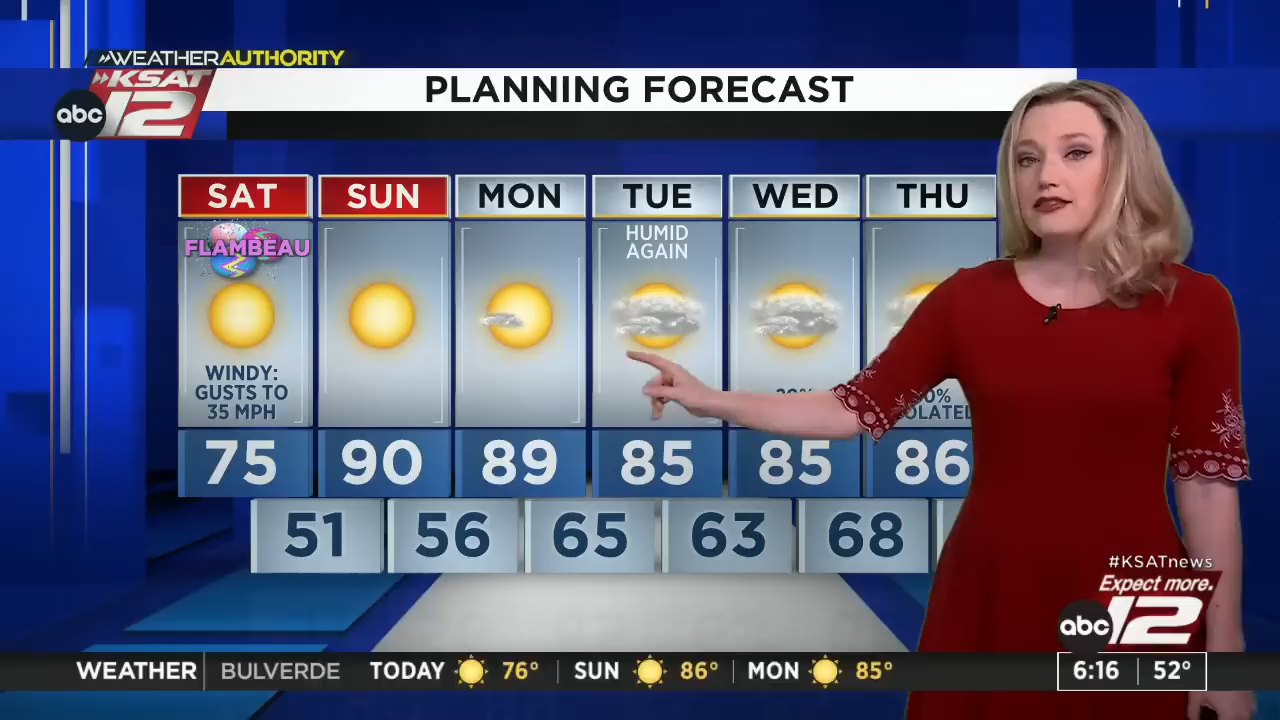 WEATHERAUTHORITY
KSAT
abc 12
PLANNING FORECAST
SAT SUN MON TUE WED THU
FLAMBEAU
HUMID
AGAIN
WINDY:
GUSTS TO
35 MPH
75 90 89 85 85 86
51 56 65 63 68
#KSATnews
Expect more.
abc 12
WEATHER BULVERDE TODAY 76° SUN 86° MON 85°
6:16 52°